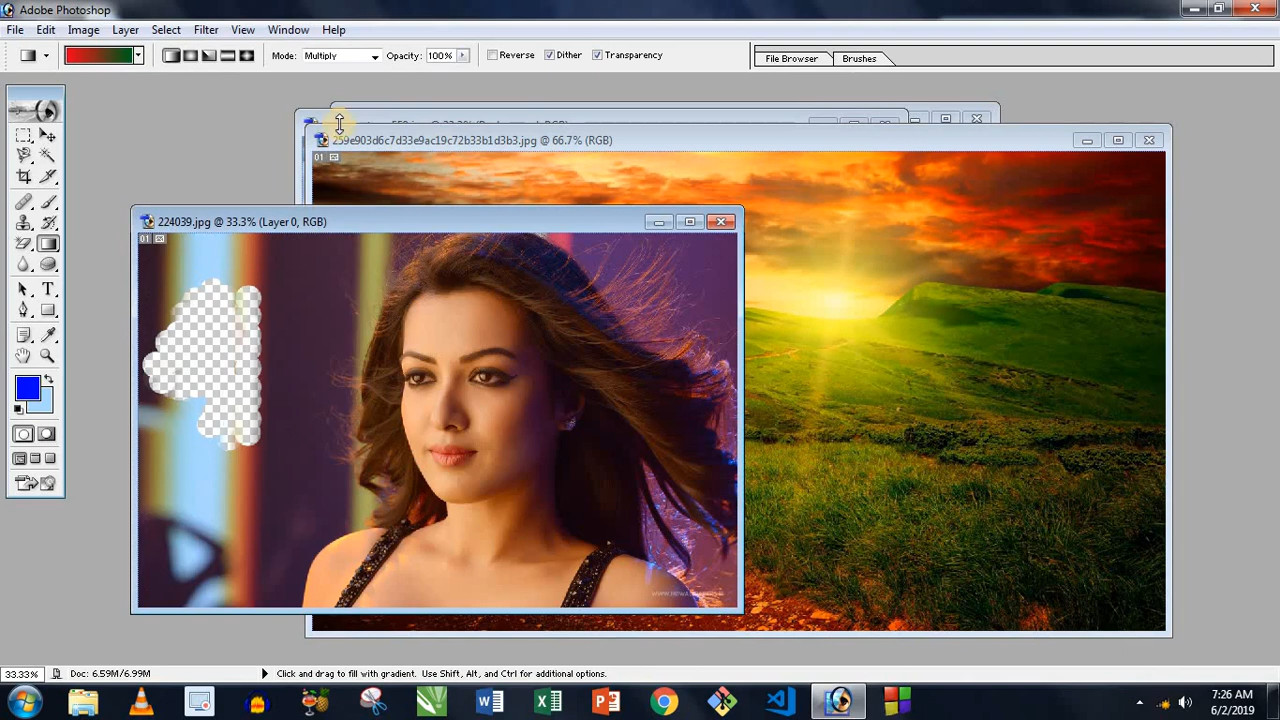 Adobe Photoshop
File Edit Image Layer Select Filter View Window Help
Mode: Multiply Opacity: 100% Reverse Dither Transparency File Browser Brushes
259e903d6c7d33e9ac19c72b33b1d3b3.jpg @ 66.7% (RGB)
01
224039.jpg @ 33.3% (Layer 0, RGB)
01
33.33% Doc: 6.59M/6.99M Click and drag to fill with gradient. Use Shift, Alt, and Ctrl for additional options.
7:26 AM
6/2/2019